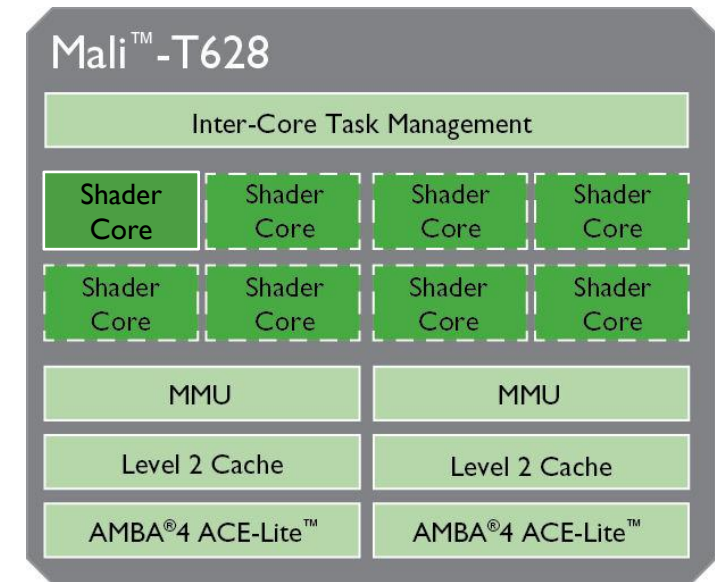 Mali™-T628
Inter-Core Task Management
Shader Core Shader Core Shader Core Shader Core
Shader Core Shader Core Shader Core Shader Core
MMU MMU
Level 2 Cache Level 2 Cache
AMBA®4 ACE-Lite™ AMBA®4 ACE-Lite™